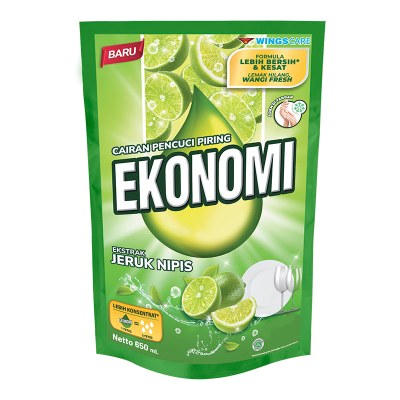 BARU
WINGS CARE
FORMULA
LEBIH BERSIH*
& KESAT
LEMAK HILANG,
WANGI FRESH
CAIRAN PENCUCI PIRING
EKONOMI
EKSTRAK
JERUK NIPIS
LEBIH KONSENTRAT*
Netto 650 mL